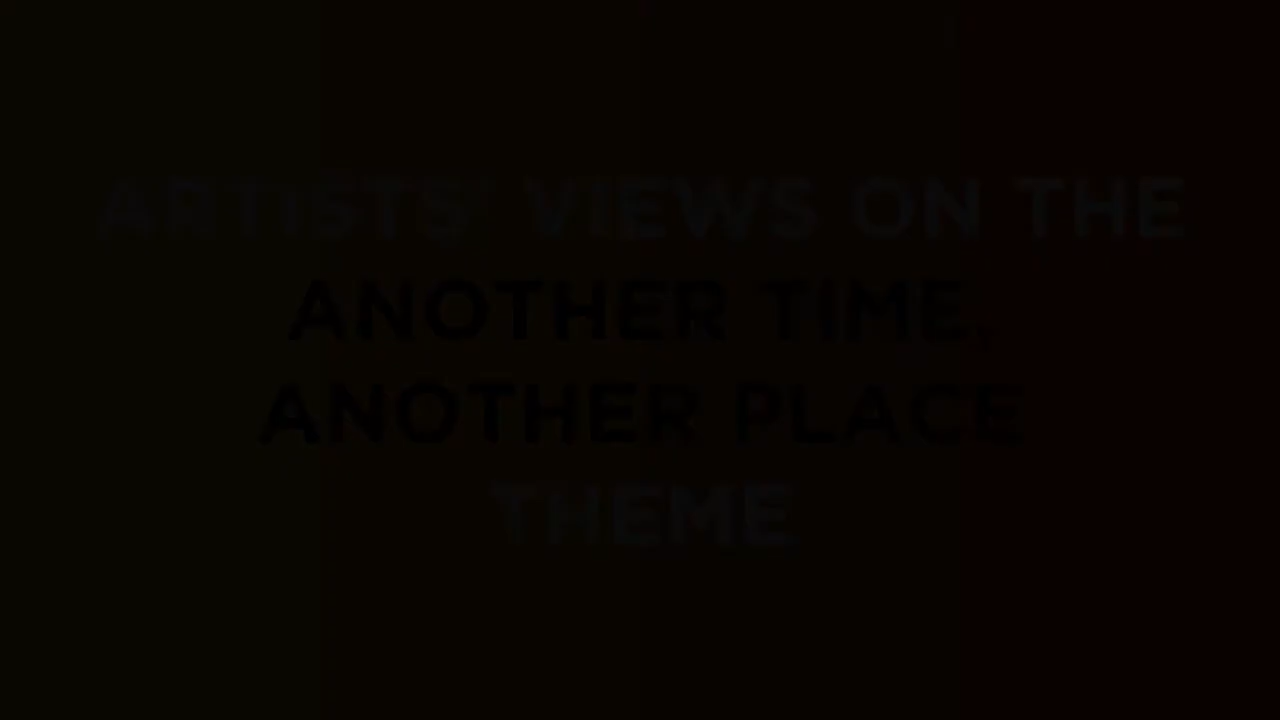 ARTISTS' VIEWS ON THE
ANOTHER TIME,
ANOTHER PLACE
THEME